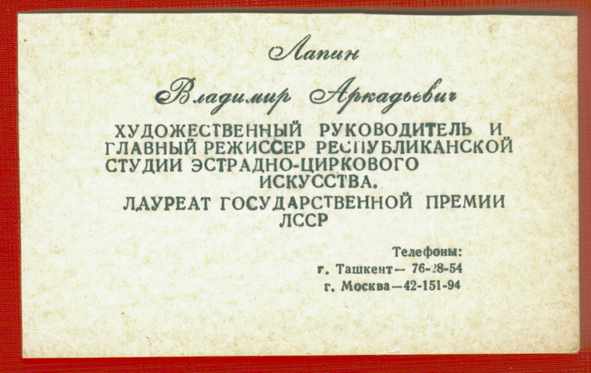 Лапин
Владимир Аркадьевич
ХУДОЖЕСТВЕННЫЙ РУКОВОДИТЕЛЬ И
ГЛАВНЫЙ РЕЖИССЕР РЕСПУБЛИКАНСКОЙ
СТУДИИ ЭСТРАДНО-ЦИРКОВОГО
ИСКУССТВА.
ЛАУРЕАТ ГОСУДАРСТВЕННОЙ ПРЕМИИ
ЛССР
Телефоны:
г. Ташкент— 76-28-54
г. Москва—42-151-94